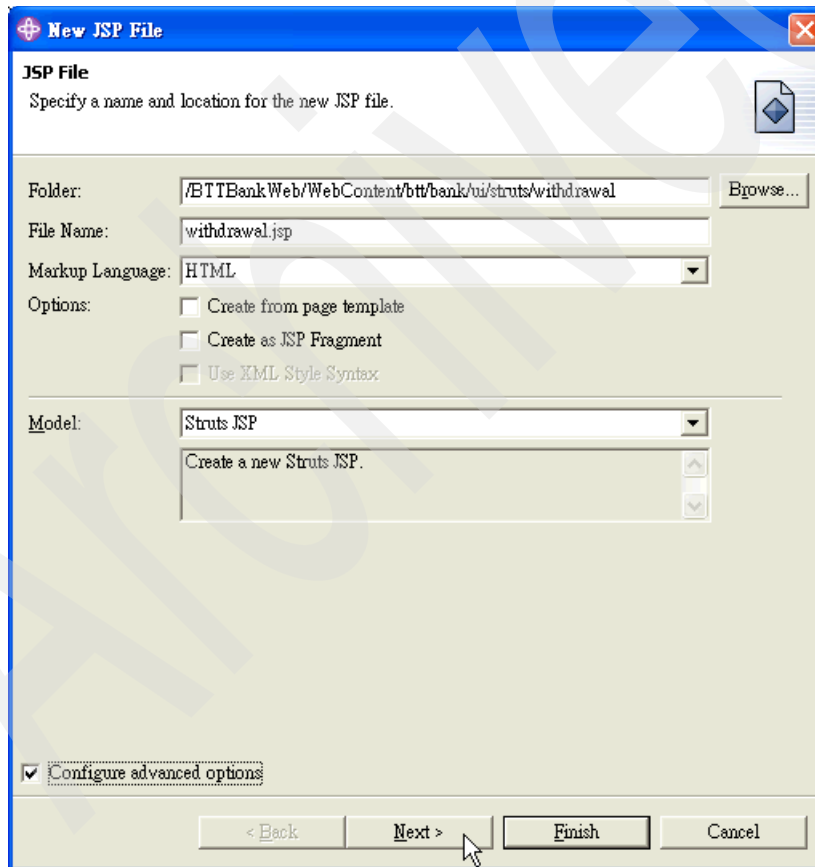 New JSP File
JSP File
Specify a name and location for the new JSP file.
Folder: /BTTBankWeb/WebContent/btt/bank/ui/struts/withdrawal Browse...
File Name: withdrawal.jsp
Markup Language: HTML
Options: Create from page template
Create as JSP Fragment
Use XML Style Syntax
Model: Struts JSP
Create a new Struts JSP.
Configure advanced options
< Back Next > Finish Cancel